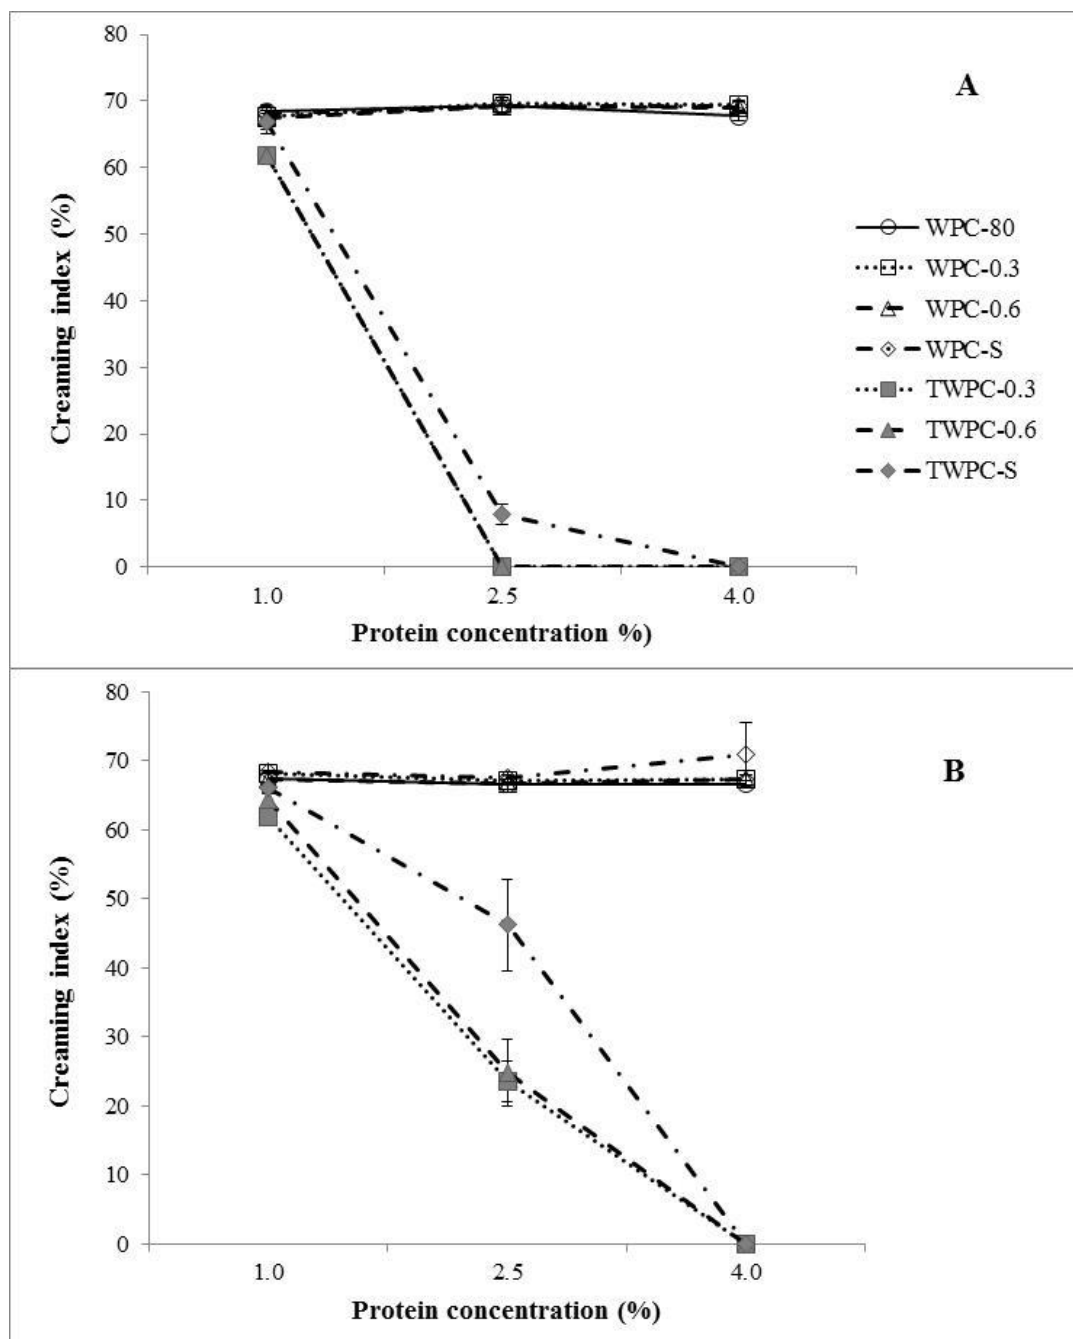 A
80
70
60
50
40
30
20
10
0
Creaming index (%)
1.0 2.5 4.0
Protein concentration %)
WPC-80
WPC-0.3
WPC-0.6
WPC-S
TWPC-0.3
TWPC-0.6
TWPC-S
B
80
70
60
50
40
30
20
10
0
Creaming index (%)
1.0 2.5 4.0
Protein concentration (%)